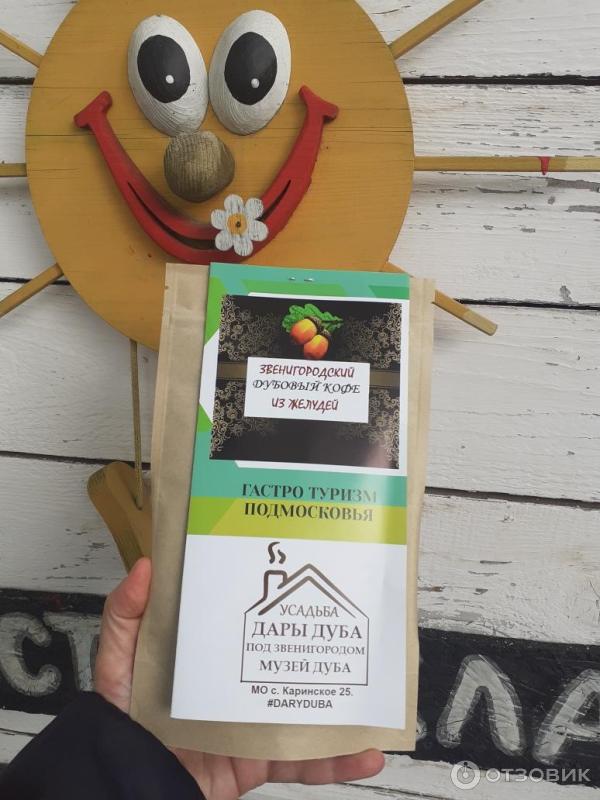 ЗВЕНИГОРОДСКИЙ
ДУБОВЫЙ КОФЕ
ИЗ ЖЕЛУДЕЙ
ГАСТРО ТУРИЗМ
ПОДМОСКОВЬЯ
УСАДЬБА
ДАРЫ ДУБА
ПОД ЗВЕНИГОРОДОМ
МУЗЕЙ ДУБА
МО с. Каринское 25.
#DARYDUBA
ОТЗОВИК